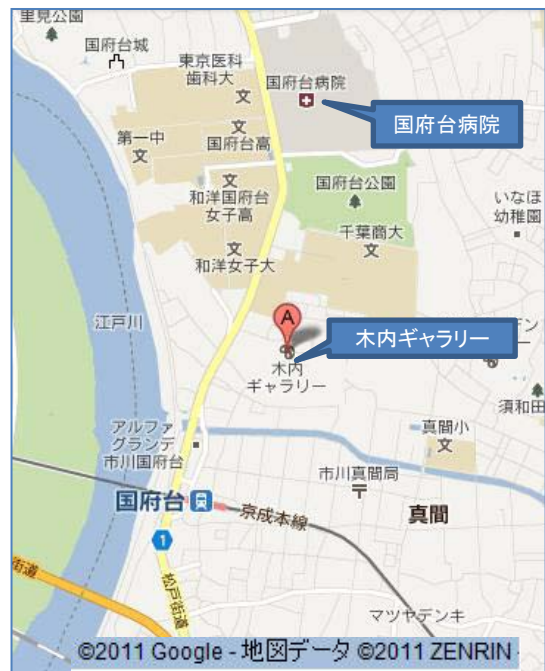 里見公園
国府台城
東京医科
歯科大
国府台病院
国府台病院
第一中
国府台高
和洋国府台
女子高
国府台公園
いなほ
幼稚園
千葉商大
和洋女子大
江戸川
A
木内ギャラリー
木内
ギャラリー
須和田
アルファ
グランデ
市川国府台
真間小
市川真間局
国府台
京成本線
真間
1
街道
松戸街道
マツヤデンキ
©2011 Google - 地図データ ©2011 ZENRIN -